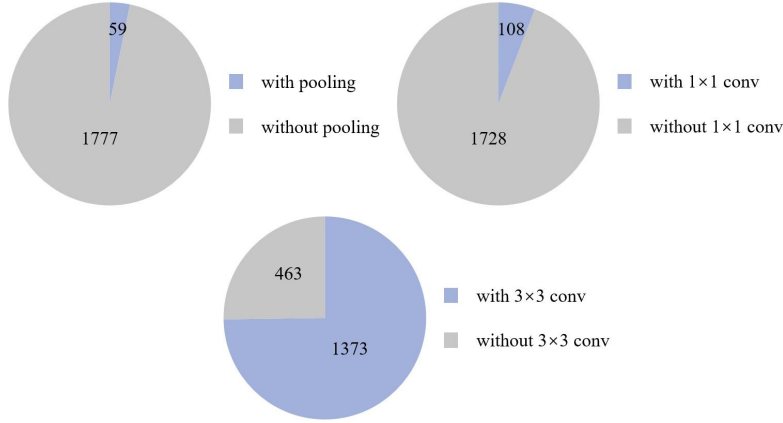 59
1777
with pooling
without pooling
108
1728
with 1×1 conv
without 1×1 conv
463
1373
with 3×3 conv
without 3×3 conv